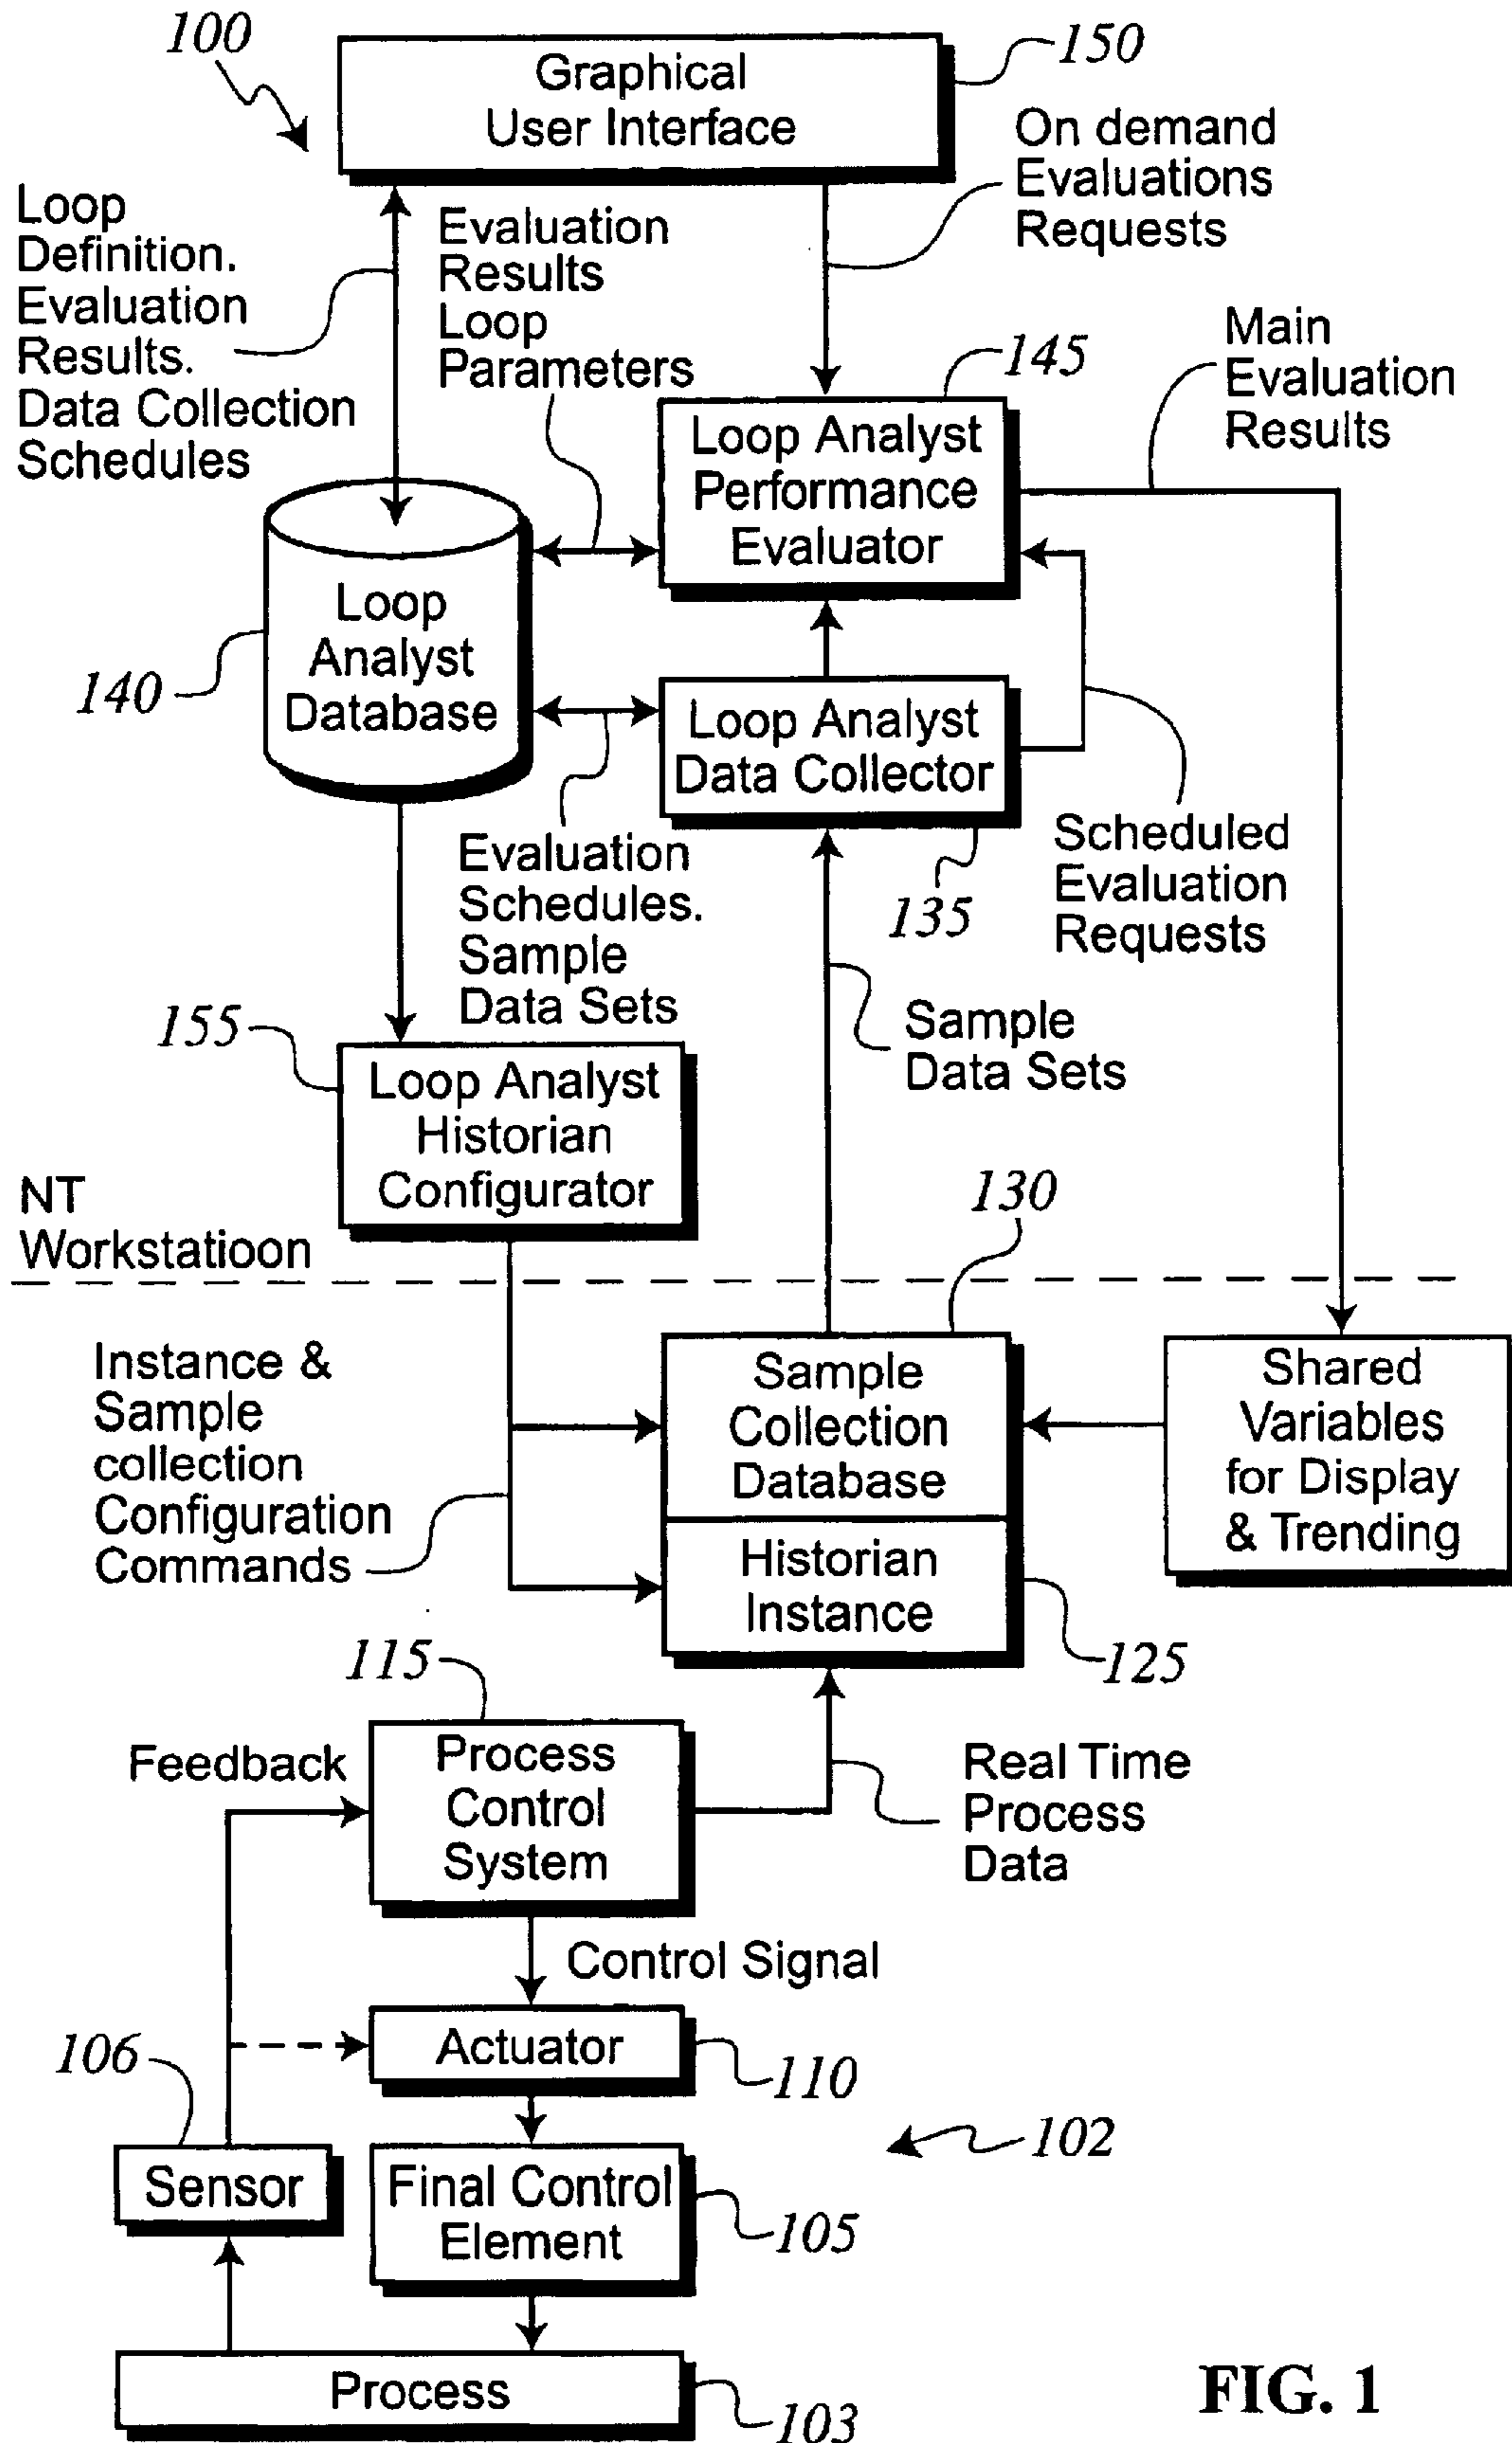 100
Graphical
User Interface
150
On demand
Evaluations
Requests
Loop
Definition.
Evaluation
Results.
Data Collection
Schedules
Evaluation
Results
Loop
Parameters
145
Main
Evaluation
Results
Loop Analyst
Performance
Evaluator
Loop
Analyst
Database
140
Loop Analyst
Data Collector
135
Scheduled
Evaluation
Requests
Evaluation
Schedules.
Sample
Data Sets
Sample
Data Sets
155
Loop Analyst
Historian
Configurator
NT
Workstatioon
130
Instance &
Sample
collection
Configuration
Commands
Sample
Collection
Database
Historian
Instance
125
Shared
Variables
for Display
& Trending
115
Feedback
Process
Control
System
Real Time
Process
Data
Control Signal
Actuator
110
106
Sensor
Final Control
Element
105
102
Process
103
FIG. 1